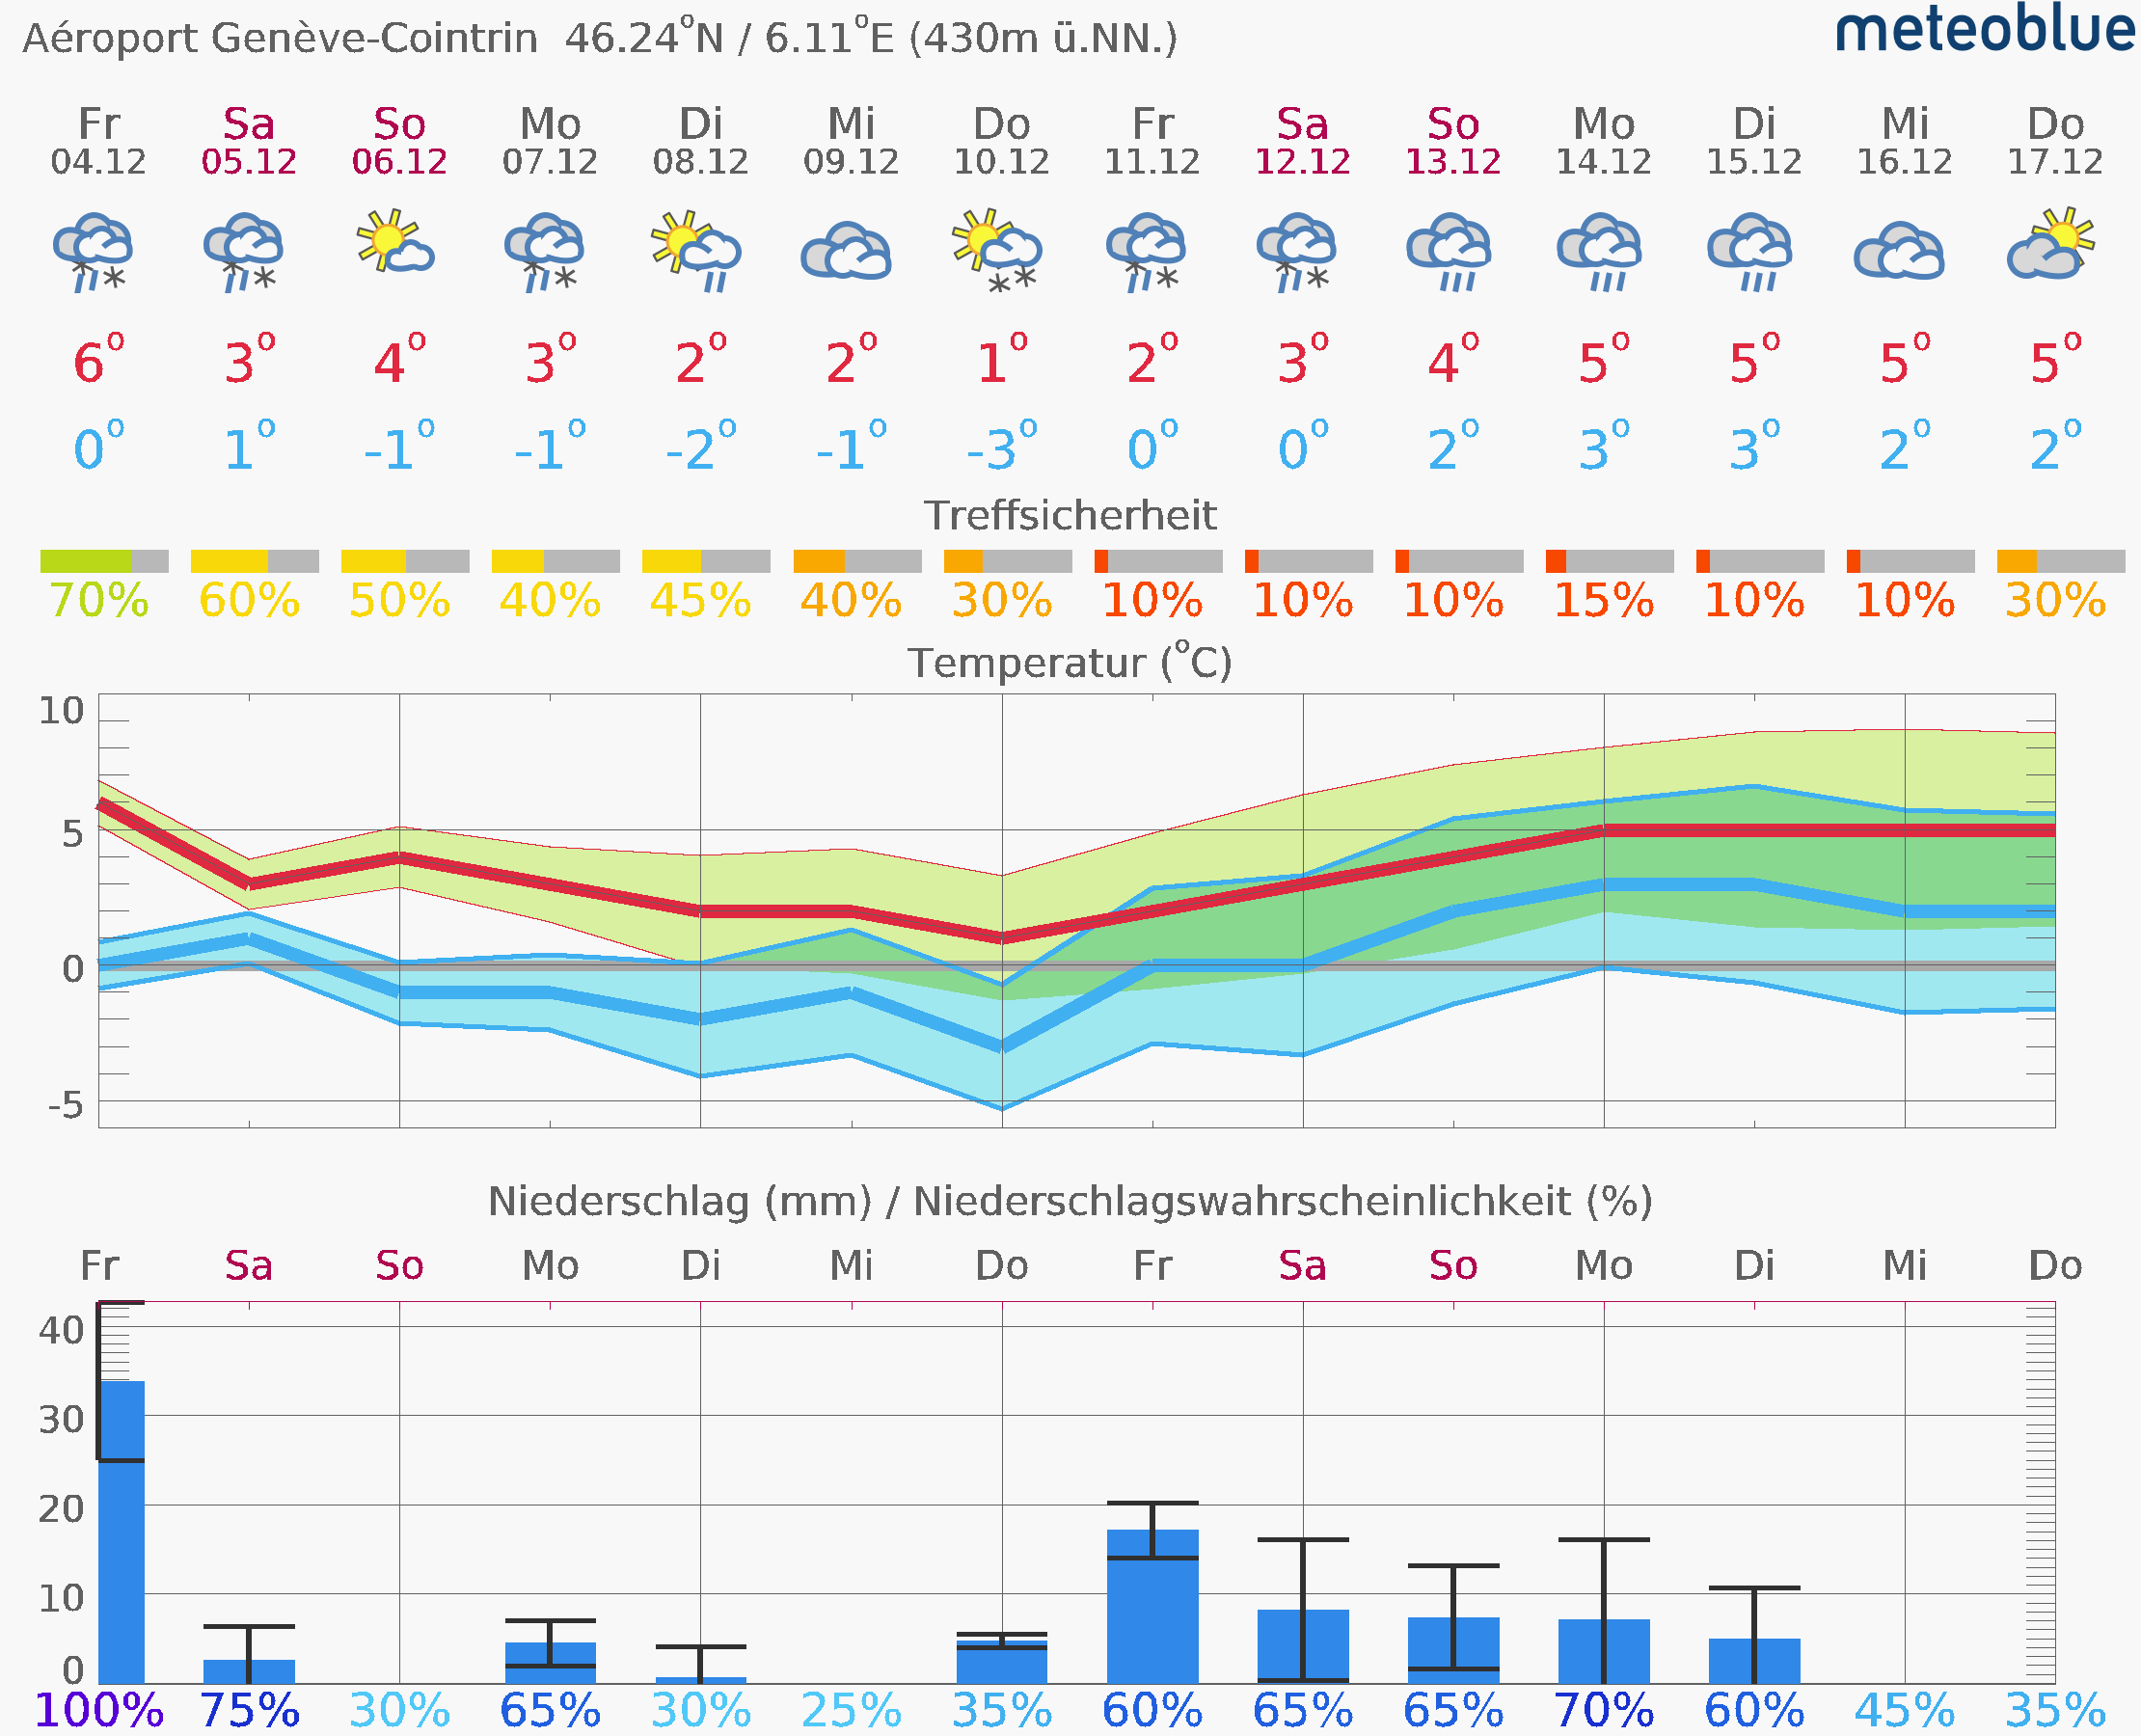 Aéroport Genève-Cointrin 46.24°N / 6.11°E (430m ü.NN.)
meteoblue
Fr Sa So Mo Di Mi Do Fr Sa So Mo Di Mi Do
04.12 05.12 06.12 07.12 08.12 09.12 10.12 11.12 12.12 13.12 14.12 15.12 16.12 17.12
6° 3° 4° 3° 2° 2° 1° 2° 3° 4° 5° 5° 5° 5°
0° 1° -1° -1° -2° -1° -3° 0° 0° 2° 3° 3° 2° 2°
Treffsicherheit
70% 60% 50% 40% 45% 40% 30% 10% 10% 10% 15% 10% 10% 30%
Temperatur (°C)
10
5
0
-5
Niederschlag (mm) / Niederschlagswahrscheinlichkeit (%)
Fr Sa So Mo Di Mi Do Fr Sa So Mo Di Mi Do
40
30
20
10
0
100% 75% 30% 65% 30% 25% 35% 60% 65% 65% 70% 60% 45% 35%